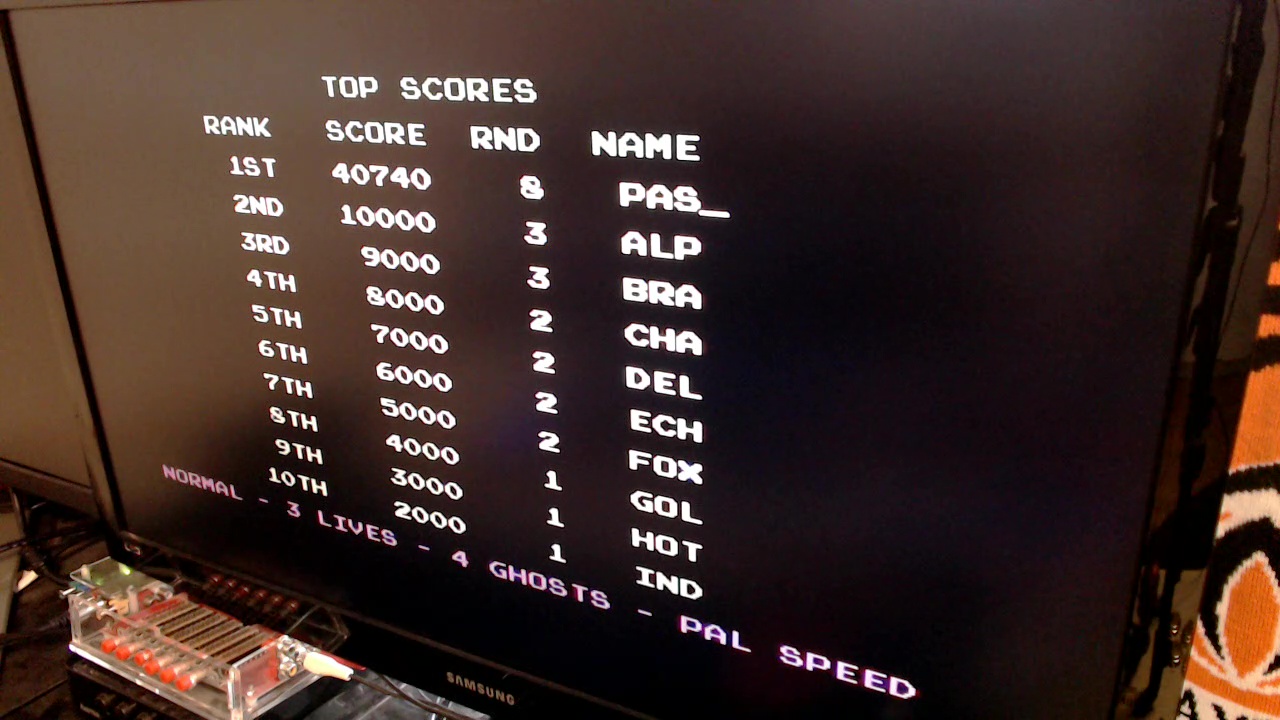 TOP SCORES
RANK SCORE RND NAME
1ST 40740 8 PAS_
2ND 10000 3 ALP
3RD 9000 3 BRA
4TH 8000 2 CHA
5TH 7000 2 DEL
6TH 6000 2 ECH
7TH 5000 2 FOX
8TH 4000 1 GOL
9TH 3000 1 HOT
10TH 2000 1 IND
NORMAL - 3 LIVES - 4 GHOSTS - PAL SPEED
SAMSUNG